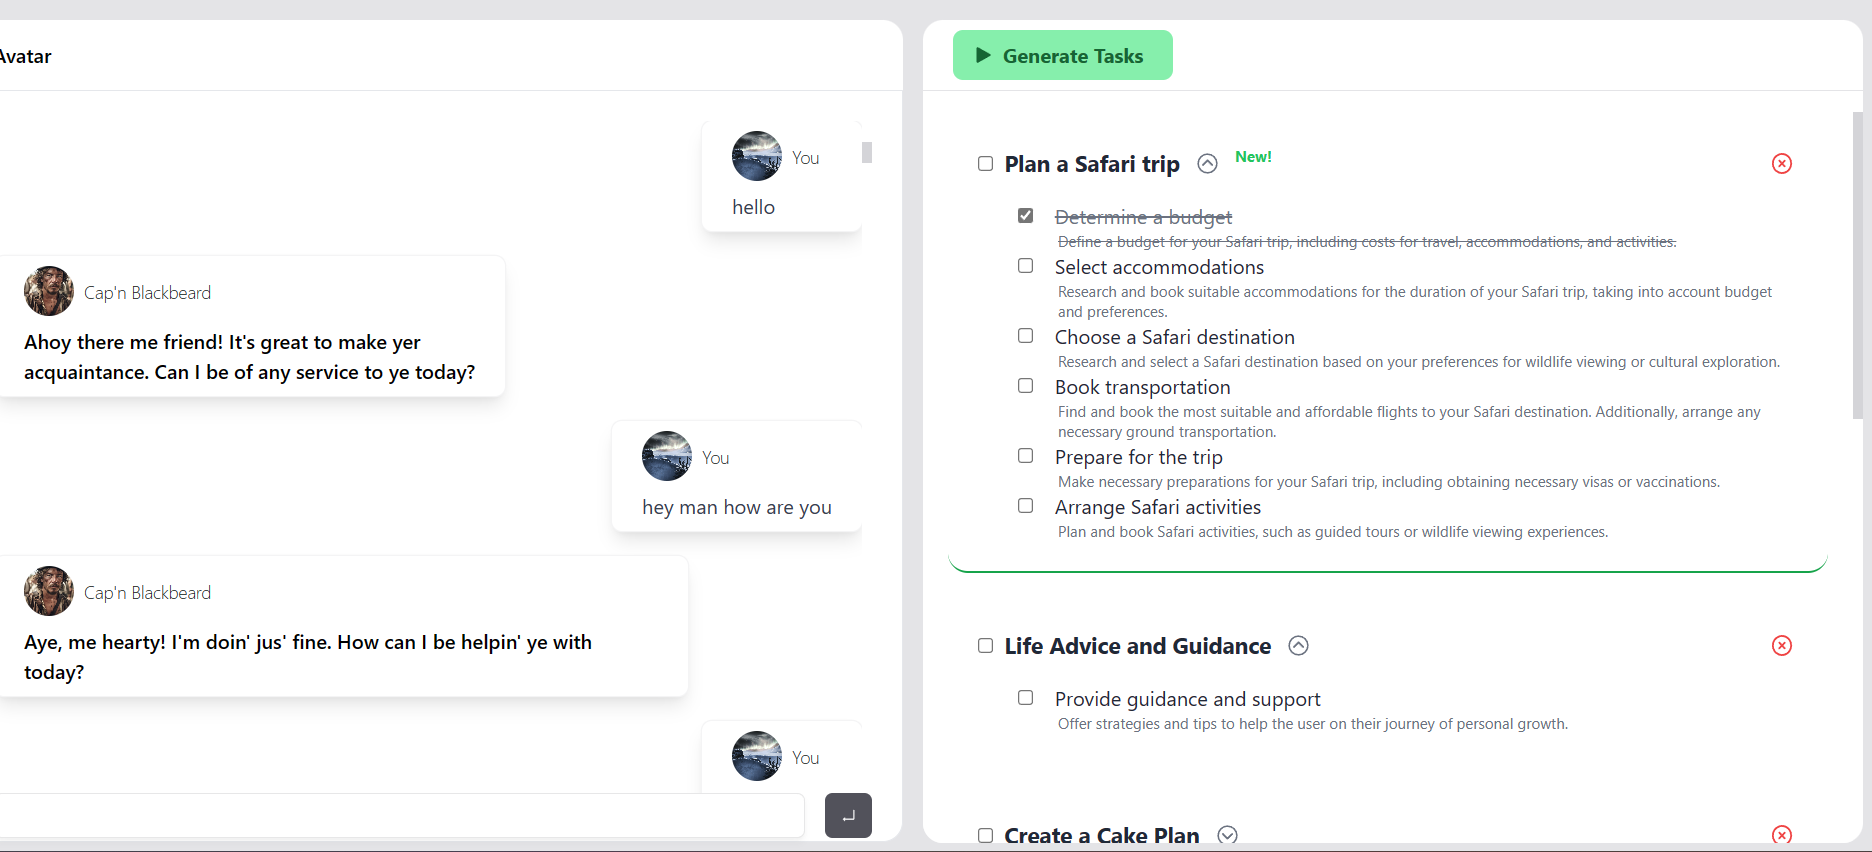 Avatar
You
hello
Cap'n Blackbeard
Ahoy there me friend! It's great to make yer
acquaintance. Can I be of any service to ye today?
You
hey man how are you
Cap'n Blackbeard
Aye, me hearty! I'm doin' jus' fine. How can I be helpin' ye with
today?
You
Generate Tasks
Plan a Safari trip
New!
Determine a budget
Define a budget for your Safari trip, including costs for travel, accommodations, and activities.
Select accommodations
Research and book suitable accommodations for the duration of your Safari trip, taking into account budget
and preferences.
Choose a Safari destination
Research and select a Safari destination based on your preferences for wildlife viewing or cultural exploration.
Book transportation
Find and book the most suitable and affordable flights to your Safari destination. Additionally, arrange any
necessary ground transportation.
Prepare for the trip
Make necessary preparations for your Safari trip, including obtaining necessary visas or vaccinations.
Arrange Safari activities
Plan and book Safari activities, such as guided tours or wildlife viewing experiences.
Life Advice and Guidance
Provide guidance and support
Offer strategies and tips to help the user on their journey of personal growth.
Create a Cake Plan